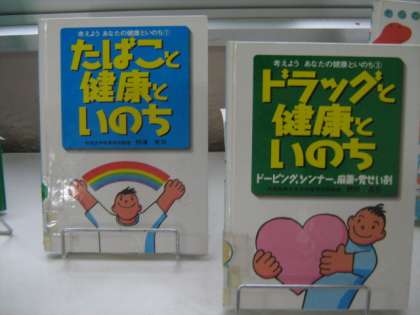 考えよう あなたの健康といのち①
たばこと
健康と
いのち
考えよう あなたの健康といのち③
ドラッグと
健康と
いのち
ドーピング、シンナー、麻薬・覚せい剤